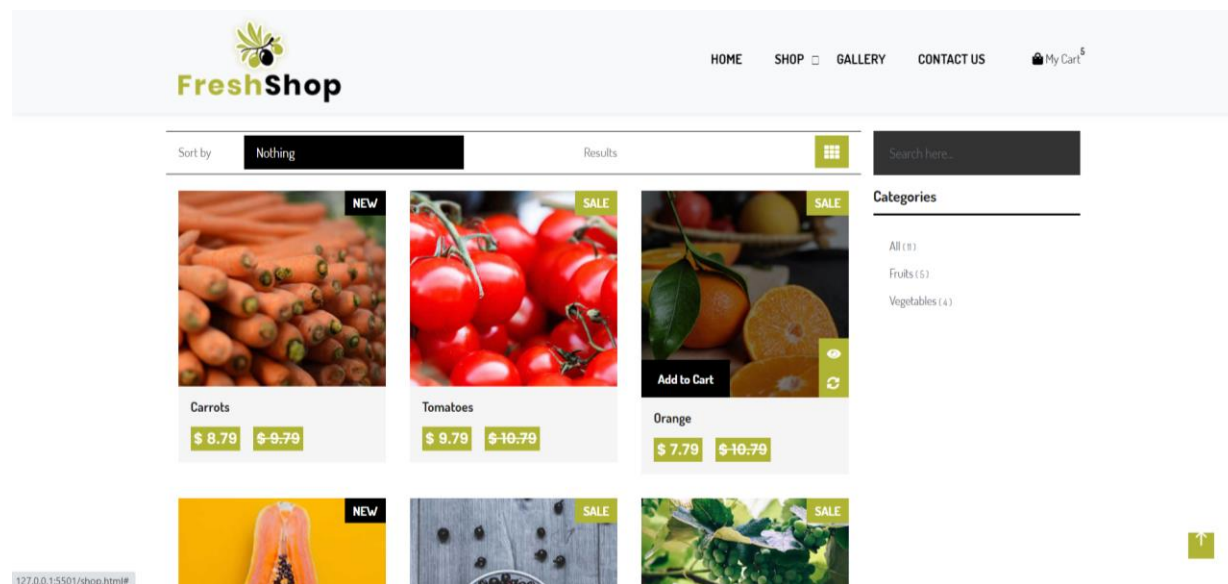 FreshShop
HOME SHOP GALLERY CONTACT US My Cart 5
Sort by Nothing Results
Search here...
NEW
SALE
SALE
Categories
All
Fruits ( 5 )
Vegetables ( 4 )
Add to Cart
Carrots
$ 8.79 $ 9.79
Tomatoes
$ 9.79 $ 10.79
Orange
$ 7.79 $ 10.79
NEW
SALE
SALE
127.0.0.1:5501/shop.html#